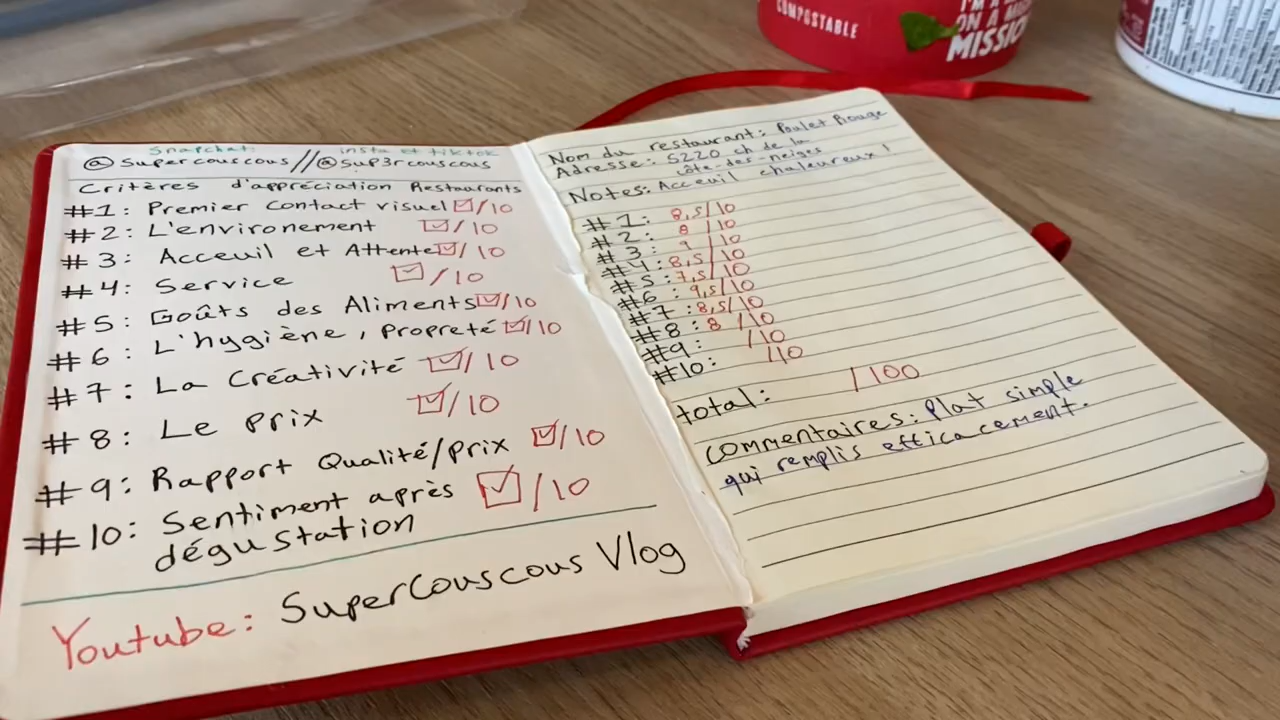 COMPOSTABLE
I'M A
ON A
MISSION
Snapchat: insta et tiktok
@supercouscous//@sup3rcouscous
Critères d'appréciation Restaurants
#1: Premier contact visuel /10
#2: L'environement /10
#3: Acceuil et Attente /10
#4: Service /10
#5: Goûts des Aliments /10
#6: L'hygiène, Propreté /10
#7: La Créativité /10
#8: Le prix /10
#9: Rapport Qualité/prix /10
#10: Sentiment après /10
dégustation
Youtube: SuperCouscous Vlog
Nom du restaurant: Poulet Rouge
Adresse: 5220 ch de la
côte-des-neiges
Notes: Acceuil chaleureux!
#1: 8,5/10
#2: 8 /10
#3: 9 /10
#4: 8,5/10
#5: 7,5/10
#6: 9,5/10
#7: 8,5/10
#8: 8 /10
#9: /10
#10: /10
total: /100
Commentaires: Plat simple
qui remplis efficacement.